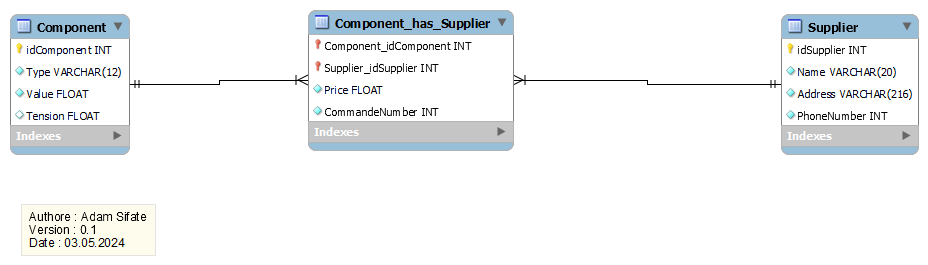 Component
idComponent INT
Type VARCHAR(12)
Value FLOAT
Tension FLOAT
Indexes
Component_has_Supplier
Component_idComponent INT
Supplier_idSupplier INT
Price FLOAT
CommandeNumber INT
Indexes
Supplier
idSupplier INT
Name VARCHAR(20)
Address VARCHAR(216)
PhoneNumber INT
Indexes
Authore : Adam Sifate
Version : 0.1
Date : 03.05.2024